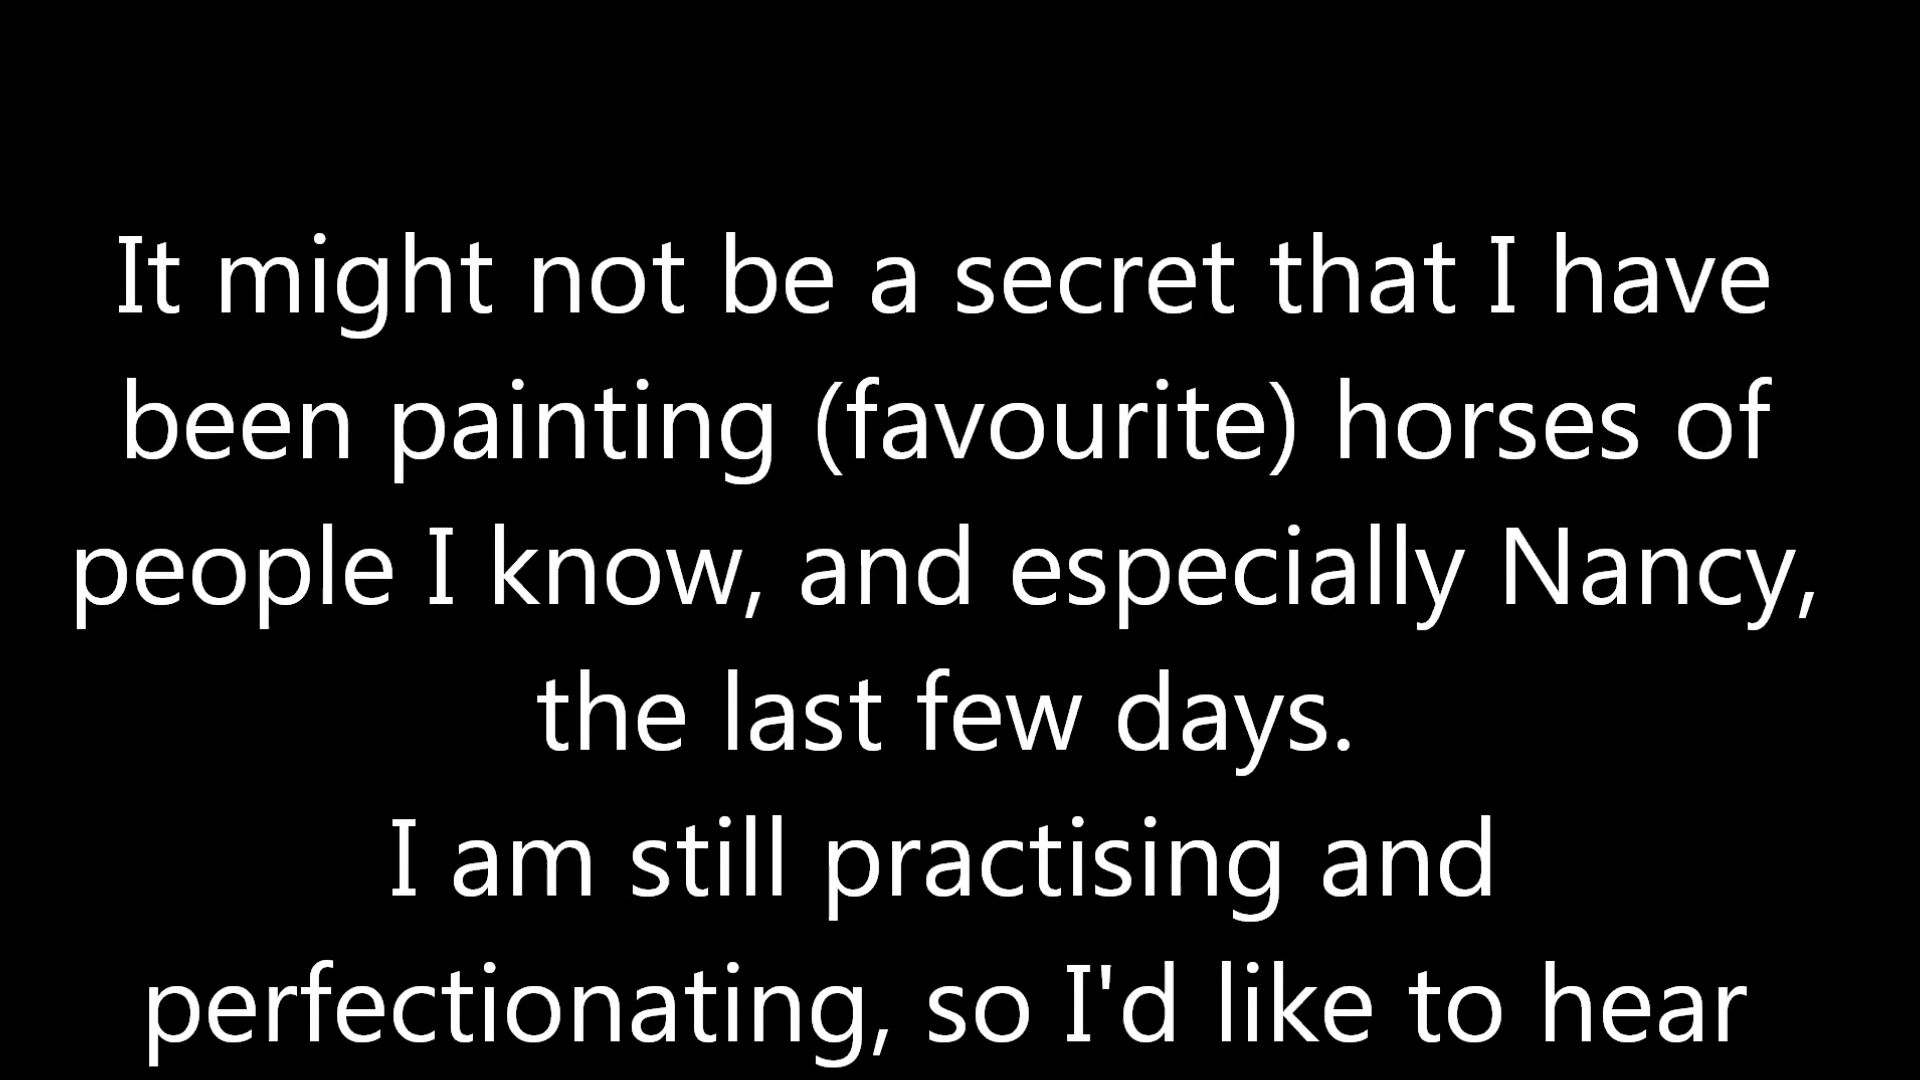 It might not be a secret that I have
been painting (favourite) horses of
people I know, and especially Nancy,
the last few days.
I am still practising and
perfectionating, so I'd like to hear